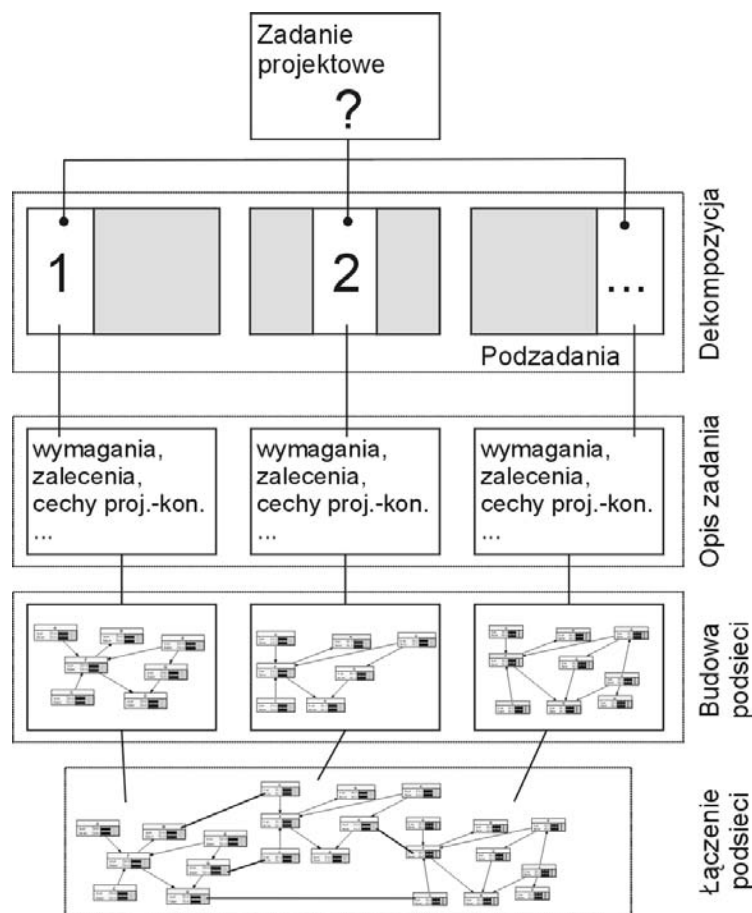 Zadanie
projektowe
?
1
2
...
Podzadania
Dekompozycja
wymagania,
zalecenia,
cechy proj.-kon.
...
wymagania,
zalecenia,
cechy proj.-kon.
...
wymagania,
zalecenia,
cechy proj.-kon.
...
Opis zadania
Budowa
podsieci
Łączenie
podsieci